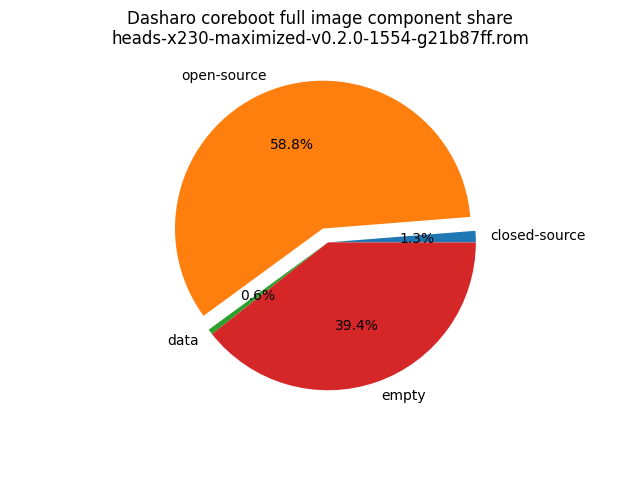 Dasharo coreboot full image component share
heads-x230-maximized-v0.2.0-1554-g21b87ff.rom
open-source
58.8%
closed-source
1.3%
0.6%
data
39.4%
empty